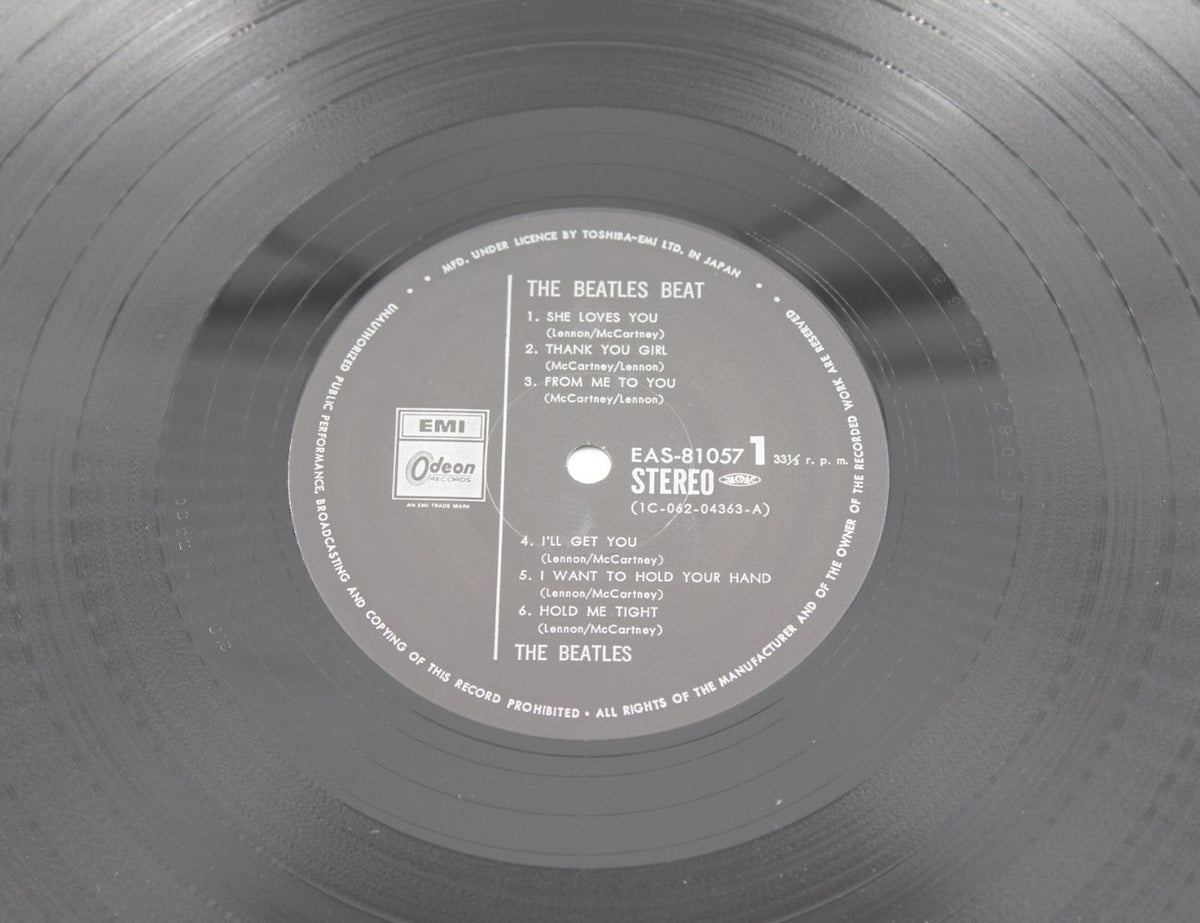 MFD. UNDER LICENCE BY TOSHIBA-EMI LTD. IN JAPAN
THE BEATLES BEAT
1. SHE LOVES YOU
(Lennon/McCartney)
2. THANK YOU GIRL
(McCartney/Lennon)
3. FROM ME TO YOU
(McCartney/Lennon)
EMI
Odeon
RECORDS
AN EMI TRADE MARK
EAS-81057 1 33⅓ r. p. m.
STEREO JASRAC
(1C-062-04363-A)
4. I'LL GET YOU
(Lennon/McCartney)
5. I WANT TO HOLD YOUR HAND
(Lennon/McCartney)
6. HOLD ME TIGHT
(Lennon/McCartney)
THE BEATLES
UNAUTHORIZED PUBLIC PERFORMANCE, BROADCASTING AND COPYING OF THIS RECORD PROHIBITED • ALL RIGHTS OF THE MANUFACTURER AND OF THE OWNER OF THE RECORDED WORK ARE RESERVED